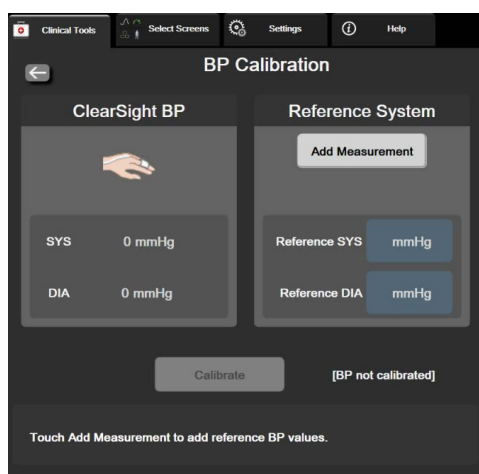 Clinical Tools
Select Screens
Settings
Help
BP Calibration
ClearSight BP
Reference System
Add Measurement
SYS 0 mmHg
Reference SYS mmHg
DIA 0 mmHg
Reference DIA mmHg
Calibrate
[BP not calibrated]
Touch Add Measurement to add reference BP values.